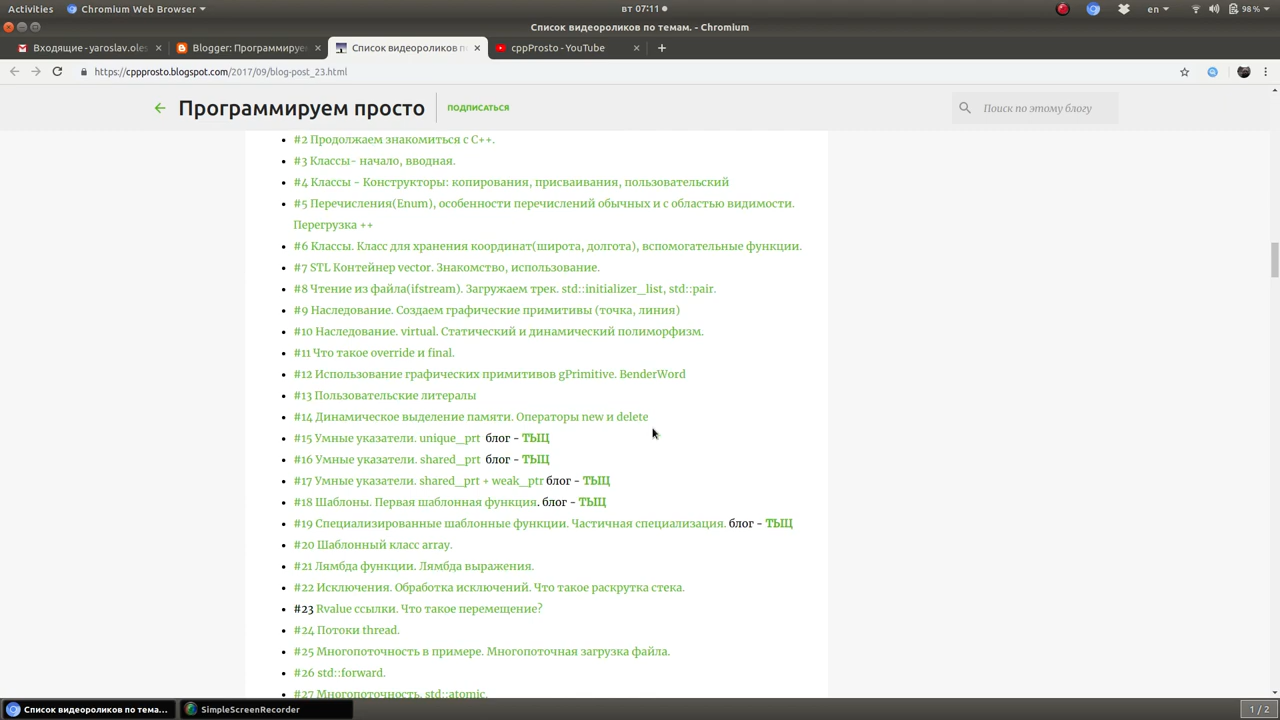 Activities
Chromium Web Browser
вт 07:11
en
98 %
Список видеороликов по темам. - Chromium
Входящие - yaroslav.oles
Blogger: Программируе
Список видеороликов п
cppProsto - YouTube
https://cppprosto.blogspot.com/2017/09/blog-post_23.html
Программируем просто
ПОДПИСАТЬСЯ
Поиск по этому блогу
#2 Продолжаем знакомиться с С++.
#3 Классы- начало, вводная.
#4 Классы - Конструкторы: копирования, присваивания, пользовательский
#5 Перечисления(Enum), особенности перечислений обычных и с областью видимости.
Перегрузка ++
#6 Классы. Класс для хранения координат(широта, долгота), вспомогательные функции.
#7 STL Контейнер vector. Знакомство, использование.
#8 Чтение из файла(ifstream). Загружаем трек. std::initializer_list, std::pair.
#9 Наследование. Создаем графические примитивы (точка, линия)
#10 Наследование. virtual. Статический и динамический полиморфизм.
#11 Что такое override и final.
#12 Использование графических примитивов gPrimitive. BenderWord
#13 Пользовательские литералы
#14 Динамическое выделение памяти. Операторы new и delete
#15 Умные указатели. unique_prt блог - ТЫЦ
#16 Умные указатели. shared_prt блог - ТЫЦ
#17 Умные указатели. shared_prt + weak_ptr блог - ТЫЦ
#18 Шаблоны. Первая шаблонная функция. блог - ТЫЦ
#19 Специализированные шаблонные функции. Частичная специализация. блог - ТЫЦ
#20 Шаблонный класс array.
#21 Лямбда функции. Лямбда выражения.
#22 Исключения. Обработка исключений. Что такое раскрутка стека.
#23 Rvalue ссылки. Что такое перемещение?
#24 Потоки thread.
#25 Многопоточность в примере. Многопоточная загрузка файла.
#26 std::forward.
#27 Многопоточность. std::atomic.
Список видеороликов по тема...
SimpleScreenRecorder
1 / 2